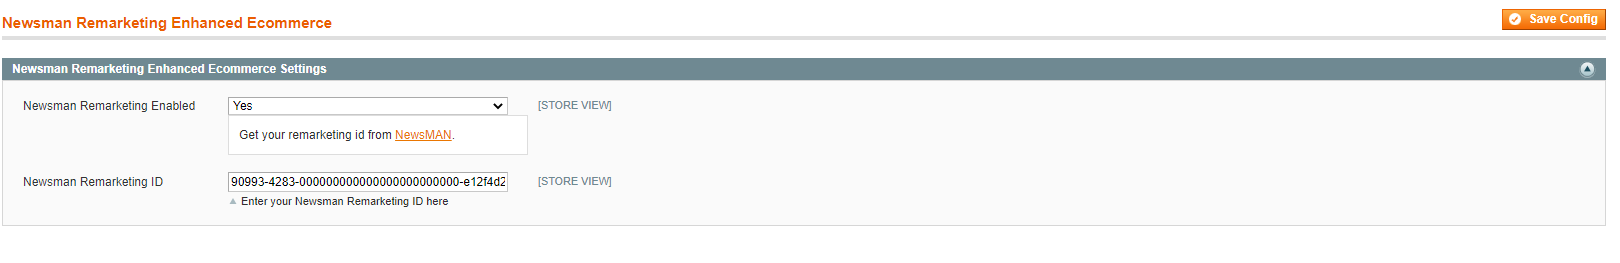 Newsman Remarketing Enhanced Ecommerce
Save Config
Newsman Remarketing Enhanced Ecommerce Settings
Newsman Remarketing Enabled
Yes
[STORE VIEW]
Get your remarketing id from NewsMAN.
Newsman Remarketing ID
90993-4283-000000000000000000000000-e12f4d2
[STORE VIEW]
Enter your Newsman Remarketing ID here